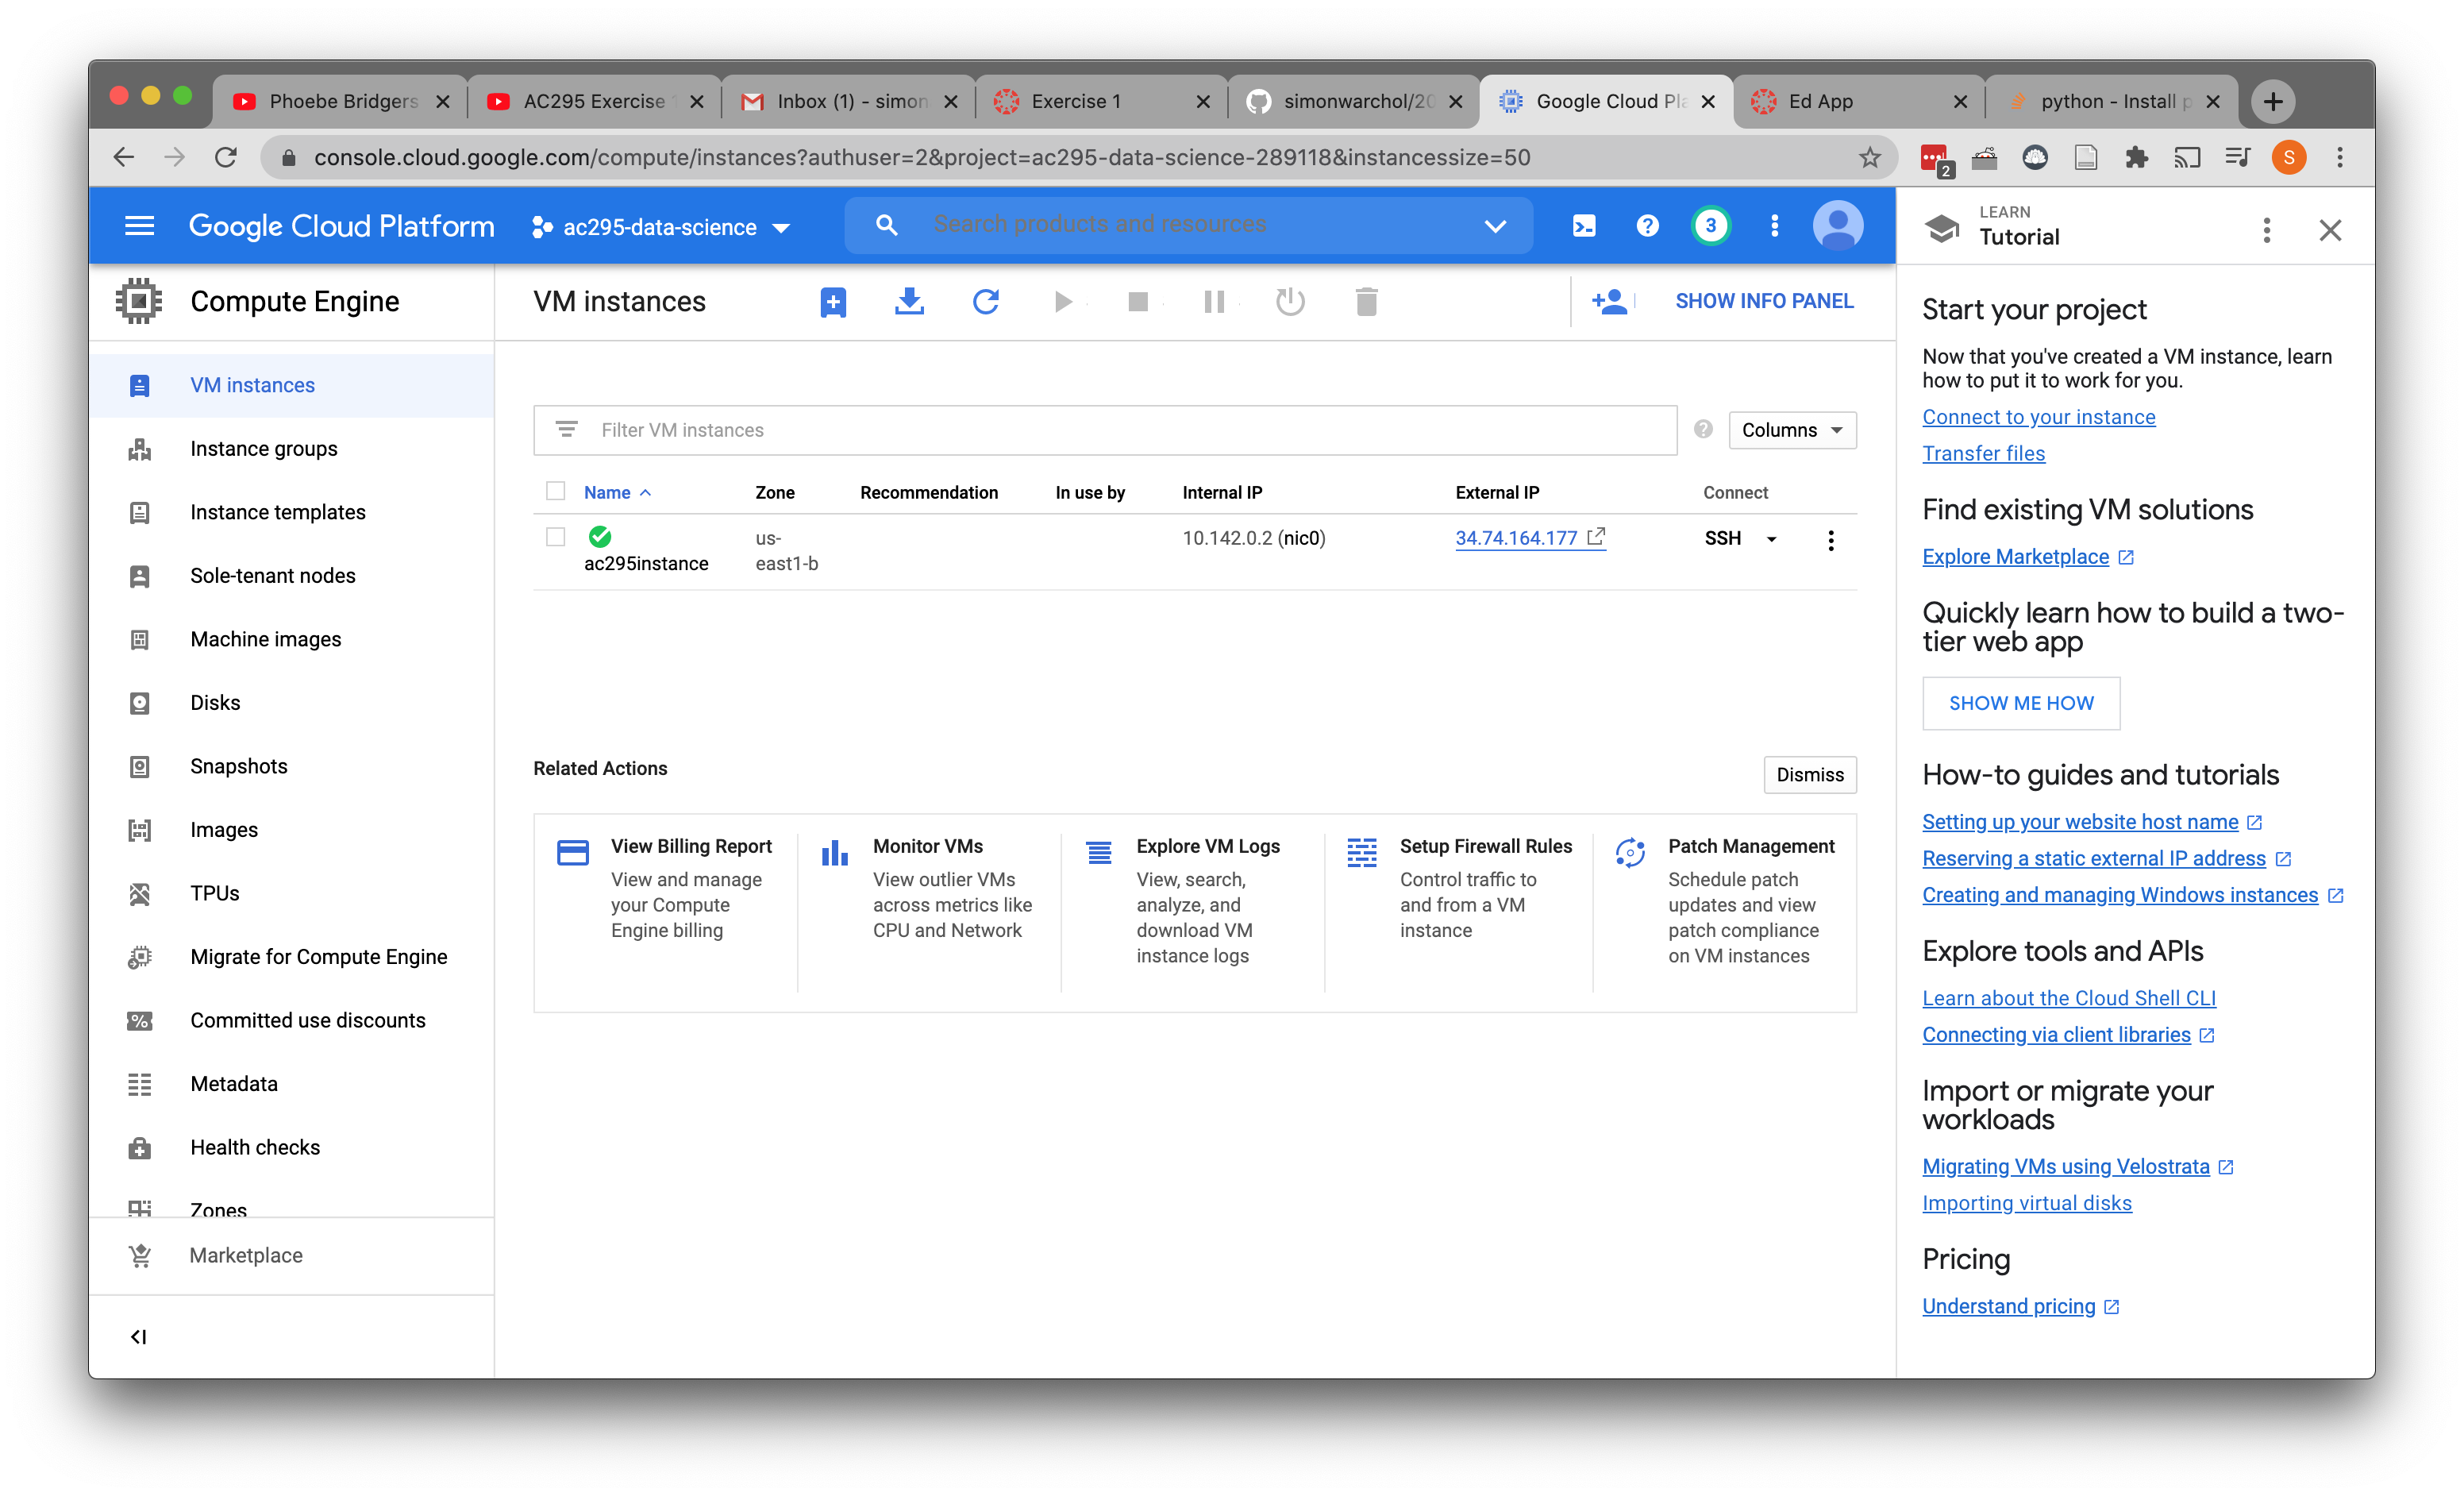 Phoebe Bridgers
AC295 Exercise
Inbox (1) - simon
Exercise 1
simonwarchol/20
Google Cloud Pla
Ed App
python - Install p
console.cloud.google.com/compute/instances?authuser=2&project=ac295-data-science-289118&instancessize=50
2
S
Google Cloud Platform
ac295-data-science
Search products and resources
3
LEARN
Tutorial
Compute Engine
VM instances
SHOW INFO PANEL
VM instances
Instance groups
Instance templates
Sole-tenant nodes
Machine images
Disks
Snapshots
Images
TPUs
Migrate for Compute Engine
Committed use discounts
Metadata
Health checks
Zones
Marketplace
Filter VM instances
Columns
Name
Zone
Recommendation
In use by
Internal IP
External IP
Connect
ac295instance
us-
east1-b
10.142.0.2 (nic0)
34.74.164.177
SSH
Related Actions
Dismiss
View Billing Report
View and manage
your Compute
Engine billing
Monitor VMs
View outlier VMs
across metrics like
CPU and Network
Explore VM Logs
View, search,
analyze, and
download VM
instance logs
Setup Firewall Rules
Control traffic to
and from a VM
instance
Patch Management
Schedule patch
updates and view
patch compliance
on VM instances
Start your project
Now that you've created a VM instance, learn
how to put it to work for you.
Connect to your instance
Transfer files
Find existing VM solutions
Explore Marketplace
Quickly learn how to build a two-
tier web app
SHOW ME HOW
How-to guides and tutorials
Setting up your website host name
Reserving a static external IP address
Creating and managing Windows instances
Explore tools and APIs
Learn about the Cloud Shell CLI
Connecting via client libraries
Import or migrate your
workloads
Migrating VMs using Velostrata
Importing virtual disks
Pricing
Understand pricing